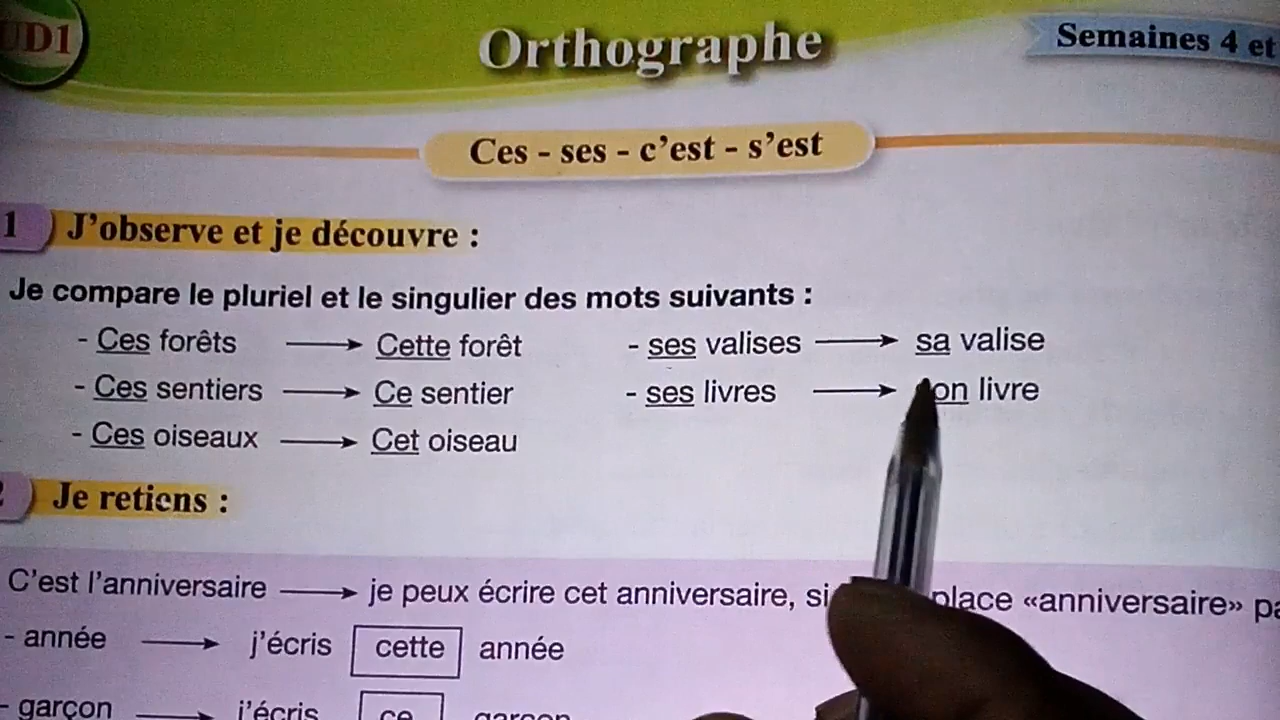 UD1
Orthographe
Semaines 4 et
Ces - ses - c'est - s'est
1 J'observe et je découvre :
Je compare le pluriel et le singulier des mots suivants :
- Ces forêts → Cette forêt - ses valises → sa valise
- Ces sentiers → Ce sentier - ses livres → son livre
- Ces oiseaux → Cet oiseau
2 Je retiens :
C'est l'anniversaire → je peux écrire cet anniversaire, si place «anniversaire» pa
- année → j'écris cette année
- garçon → j'écris ce garçon